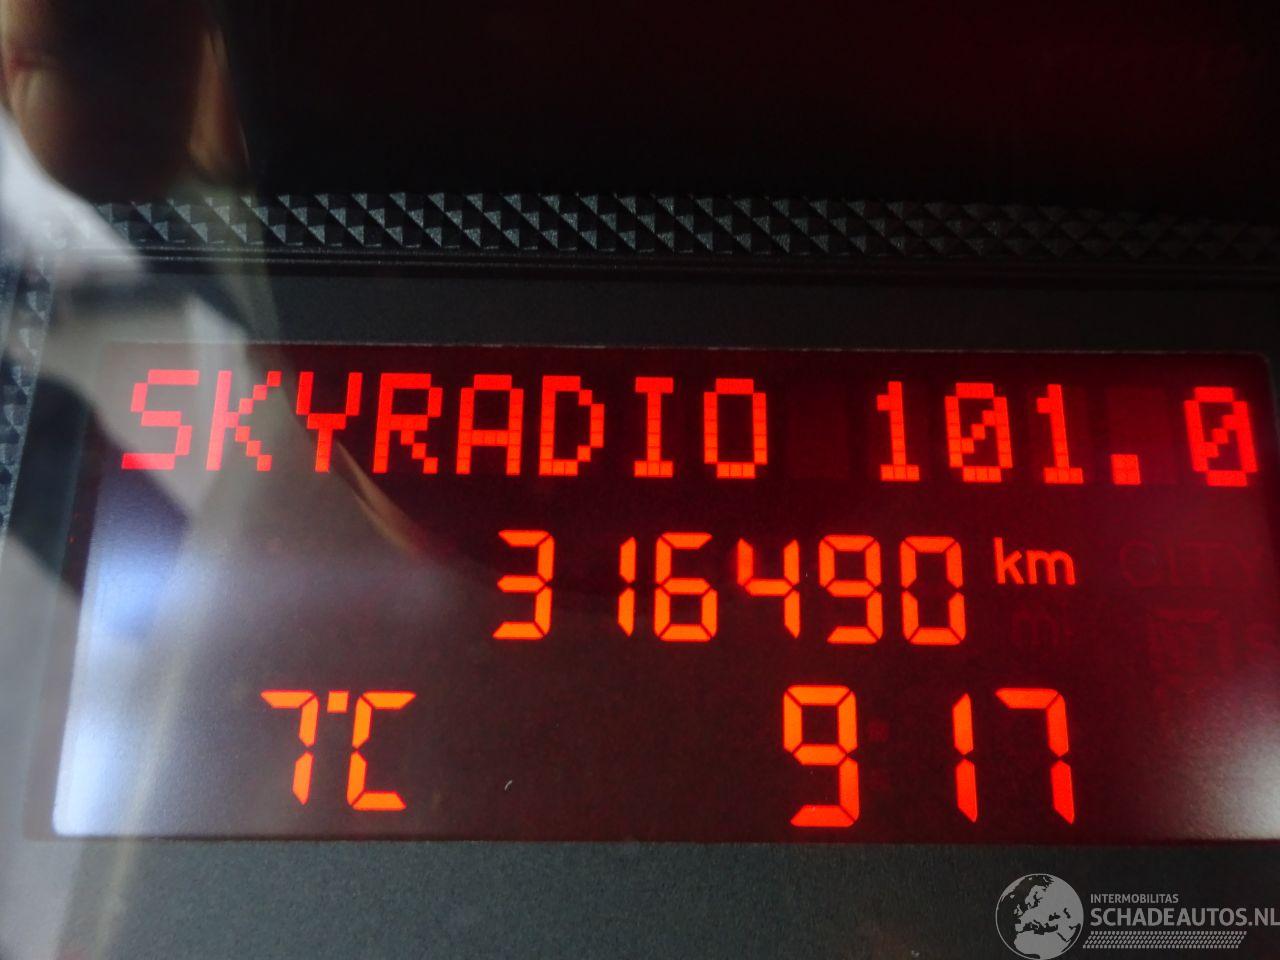 SKYRADIO 101.0
316490 km
7°C 9 17
INTERMOBILITAS
SCHADEAUTOS.NL